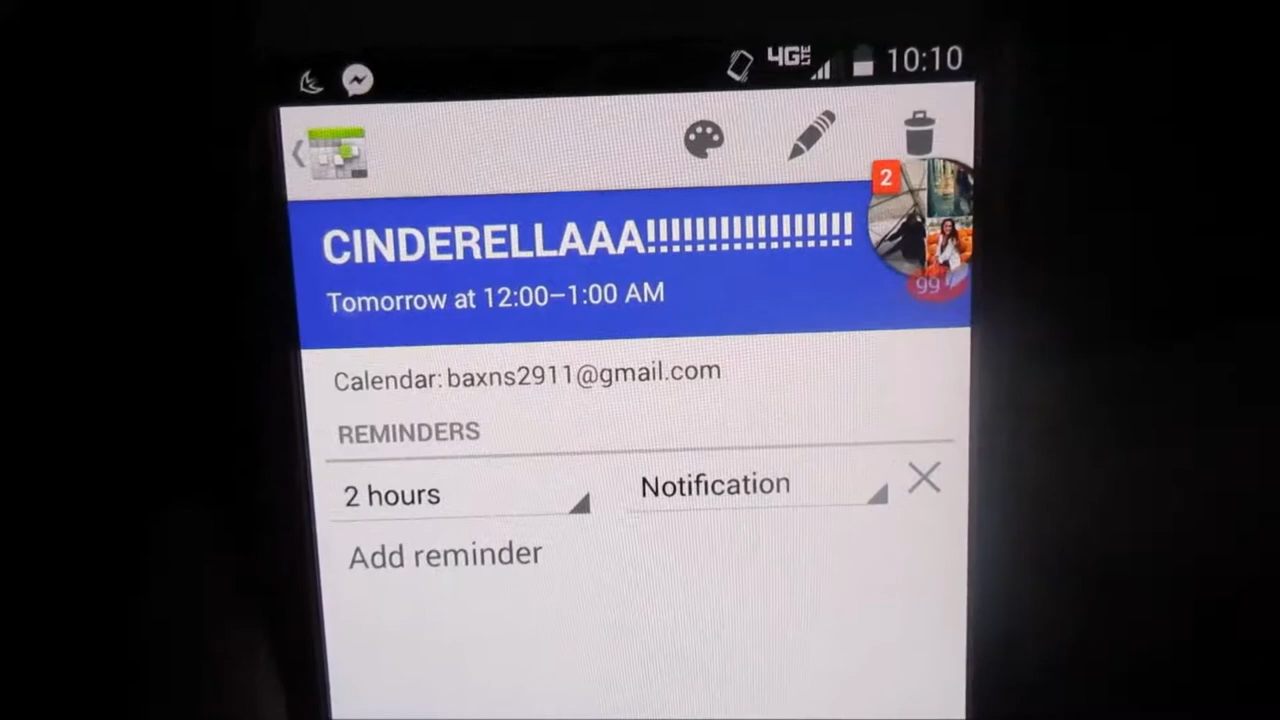 4G LTE 10:10
2
CINDERELLAAA!!!!!!!!!!!!!!!!!
99
Tomorrow at 12:00–1:00 AM
Calendar: baxns2911@gmail.com
REMINDERS
2 hours Notification
Add reminder